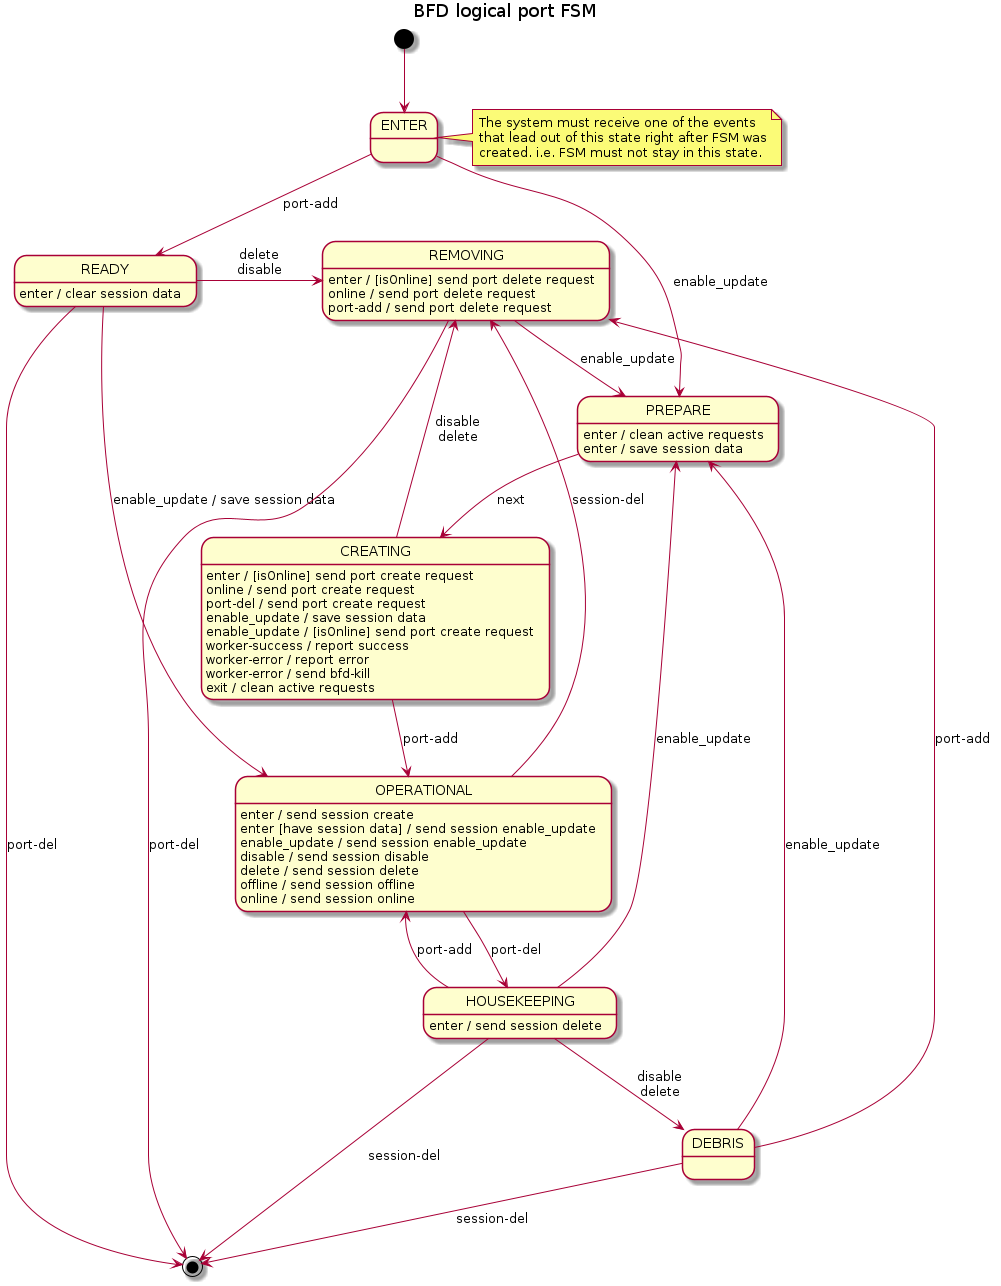 BFD logical port FSM
ENTER
The system must receive one of the events
that lead out of this state right after FSM was
created. i.e. FSM must not stay in this state.
port-add
READY
enter / clear session data
delete
disable
REMOVING
enter / [isOnline] send port delete request
online / send port delete request
port-add / send port delete request
enable_update
enable_update
PREPARE
enter / clean active requests
enter / save session data
disable
delete
enable_update / save session data
next
session-del
CREATING
enter / [isOnline] send port create request
online / send port create request
port-del / send port create request
enable_update / save session data
enable_update / [isOnline] send port create request
worker-success / report success
worker-error / report error
worker-error / send bfd-kill
exit / clean active requests
port-add
enable_update
port-add
OPERATIONAL
enter / send session create
enter [have session data] / send session enable_update
enable_update / send session enable_update
disable / send session disable
delete / send session delete
offline / send session offline
online / send session online
port-del
port-del
enable_update
port-add
port-del
HOUSEKEEPING
enter / send session delete
disable
delete
DEBRIS
session-del
session-del